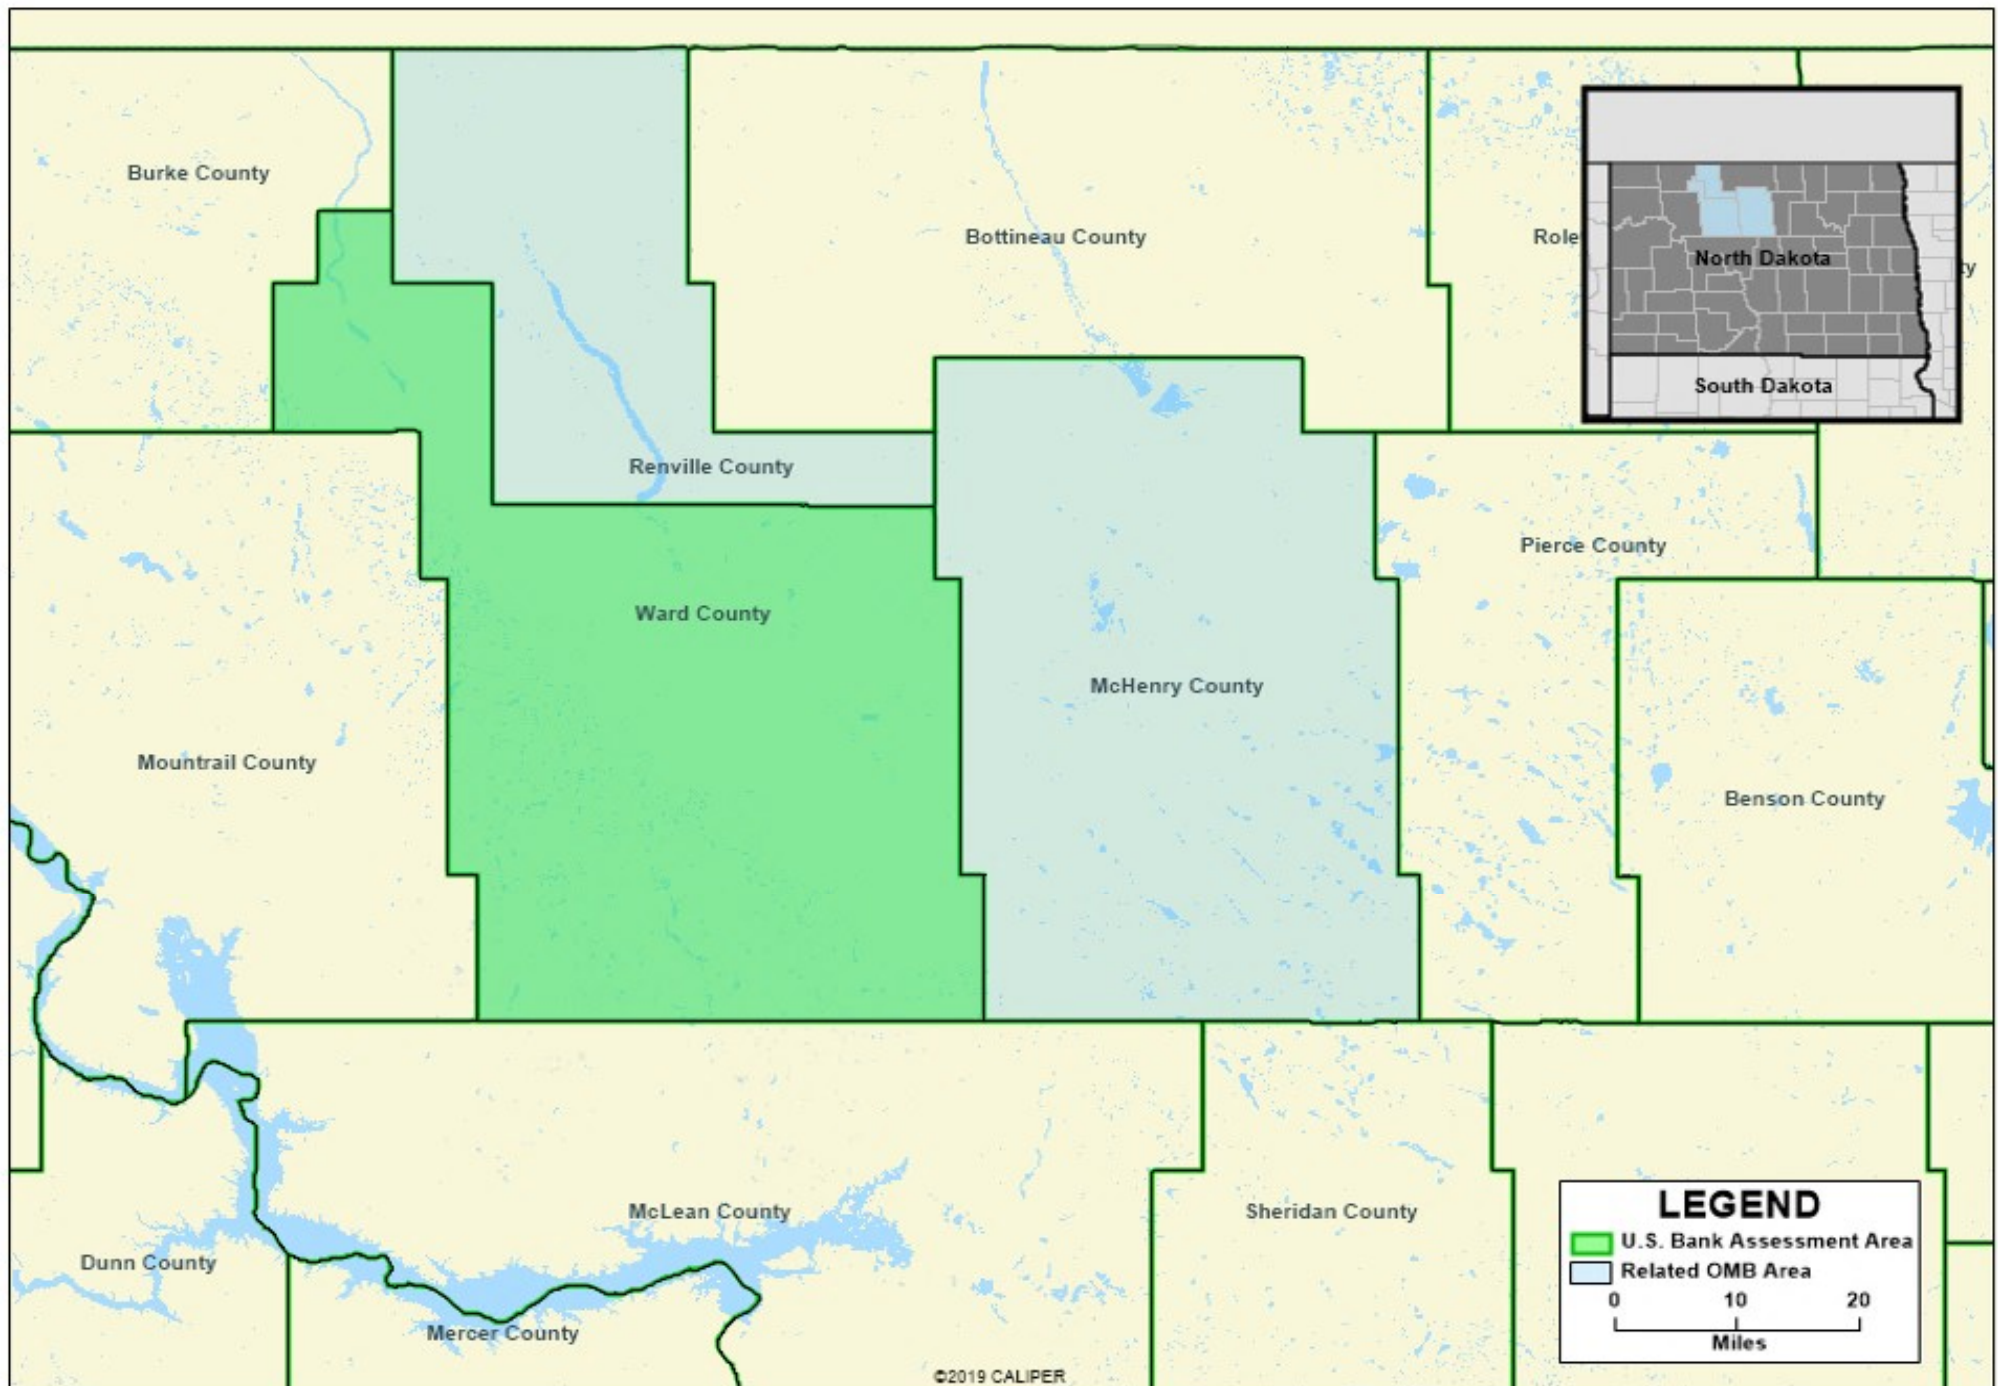 Burke County
Bottineau County
Role
ty
North Dakota
South Dakota
Renville County
Pierce County
Ward County
McHenry County
Mountrail County
Benson County
McLean County
Sheridan County
Dunn County
Mercer County
LEGEND
U.S. Bank Assessment Area
Related OMB Area
0 10 20
Miles
©2019 CALIPER